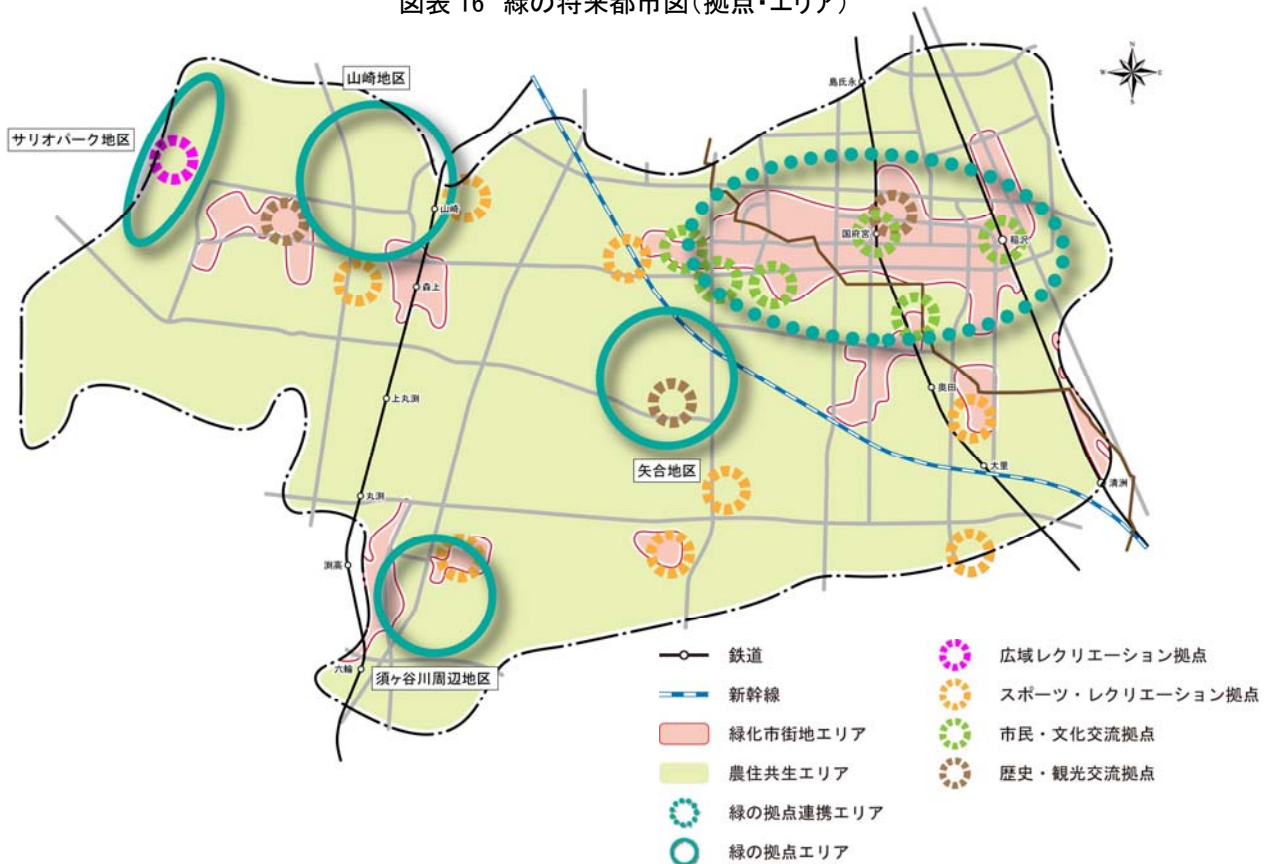 図表 16 緑の将来都市図(拠点・エリア)
山崎地区
サリオパーク地区
島氏永
N
W
E
S
山崎
国府宮
稲沢
森上
上丸渕
奥田
矢合地区
大里
清洲
丸渕
渕高
六輪
須ヶ谷川周辺地区
鉄道
新幹線
緑化市街地エリア
農住共生エリア
緑の拠点連携エリア
緑の拠点エリア
広域レクリエーション拠点
スポーツ・レクリエーション拠点
市民・文化交流拠点
歴史・観光交流拠点